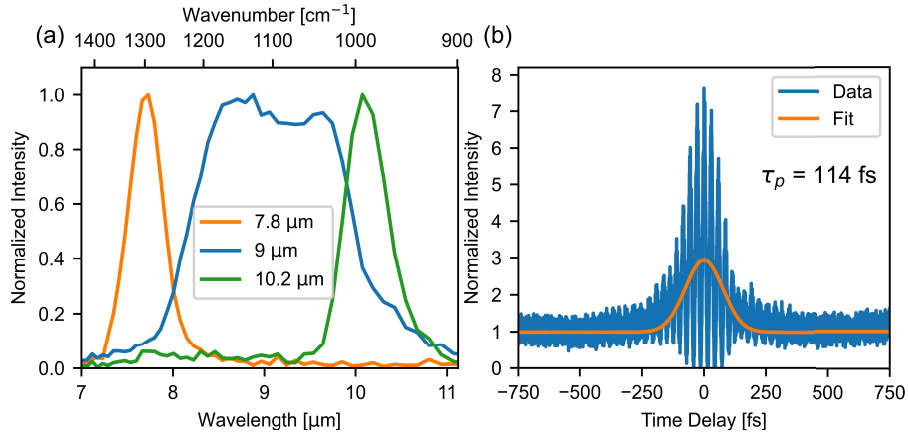 Wavenumber [cm⁻¹]
(a)
1400 1300 1200 1100 1000 900
Normalized Intensity
1.0
0.8
0.6
0.4
0.2
0.0
7.8 µm
9 µm
10.2 µm
7 8 9 10 11
Wavelength [µm]
(b)
Normalized Intensity
8
7
6
5
4
3
2
1
0
Data
Fit
τₚ = 114 fs
−750 −500 −250 0 250 500 750
Time Delay [fs]